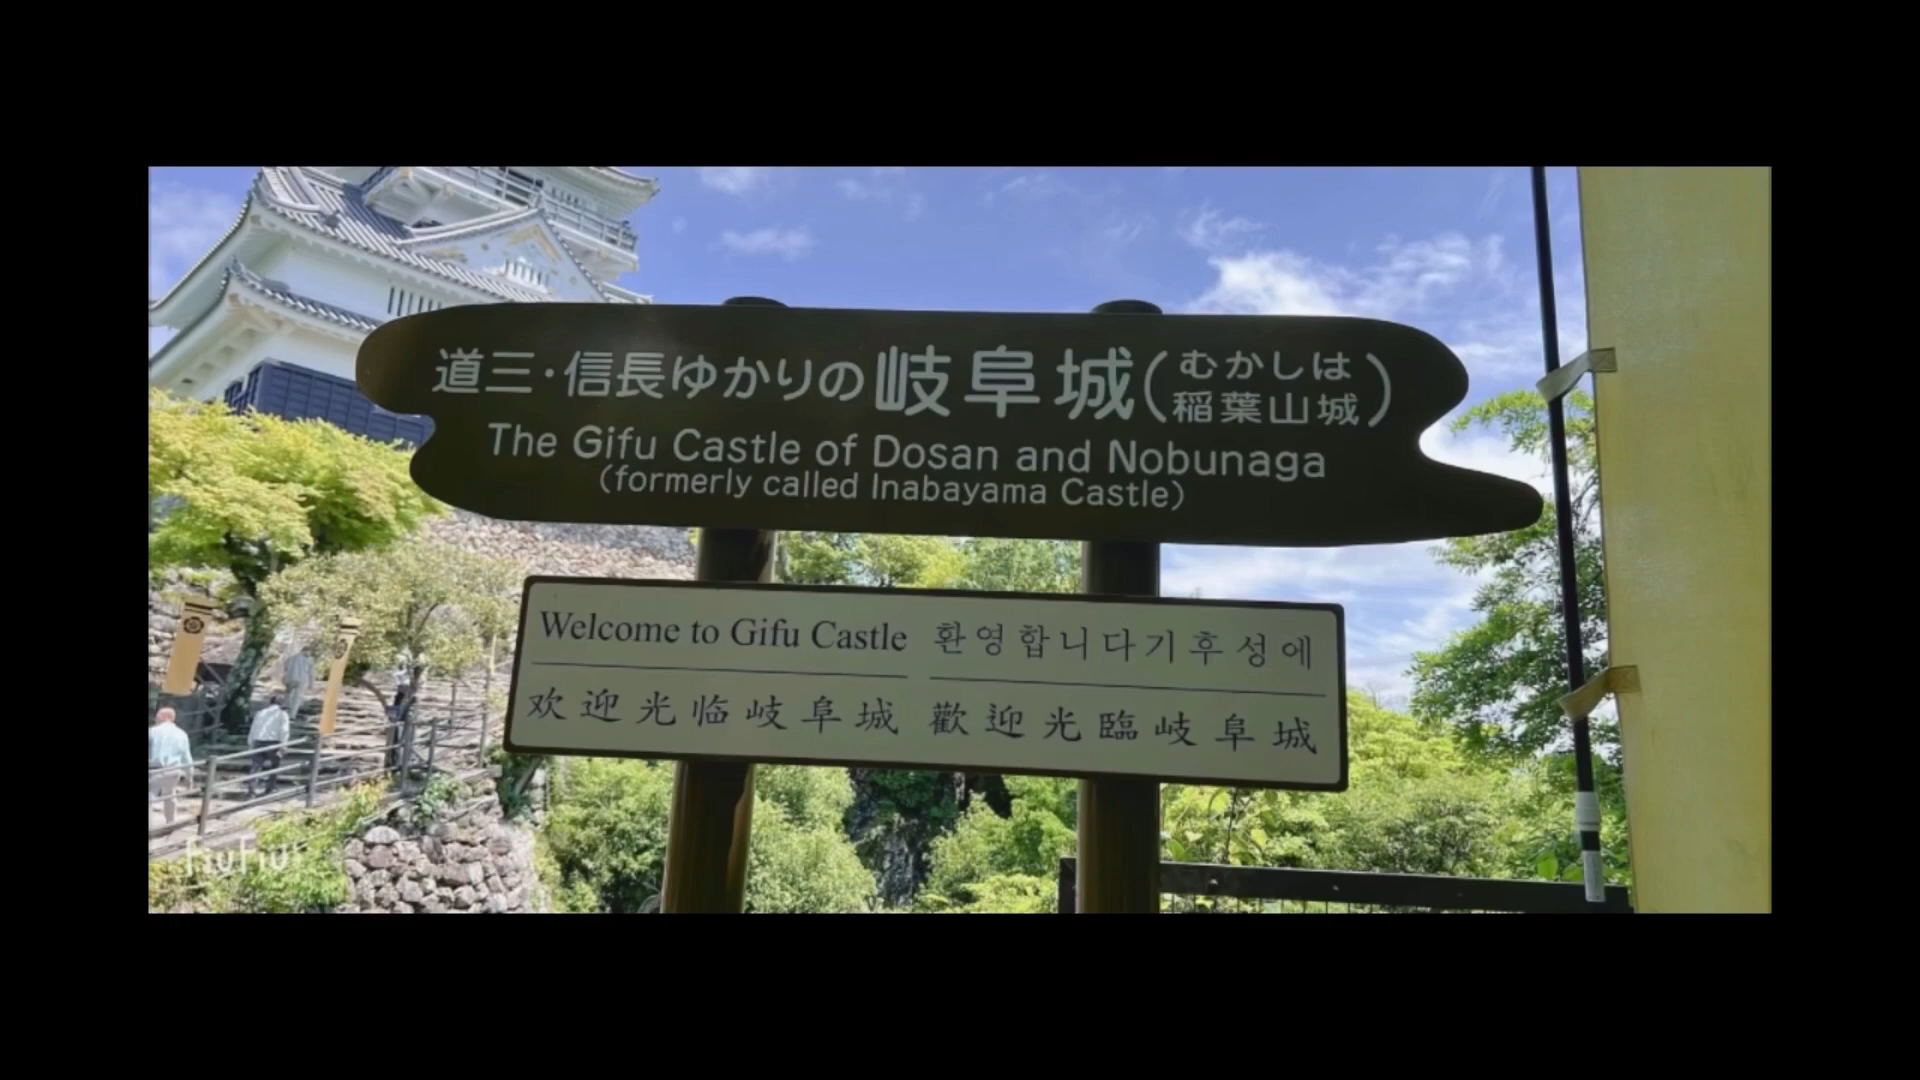 道三・信長ゆかりの岐阜城(むかしは
稲葉山城)
The Gifu Castle of Dosan and Nobunaga
(formerly called Inabayama Castle)
Welcome to Gifu Castle
환영합니다기후성에
欢迎光临岐阜城
歡迎光臨岐阜城